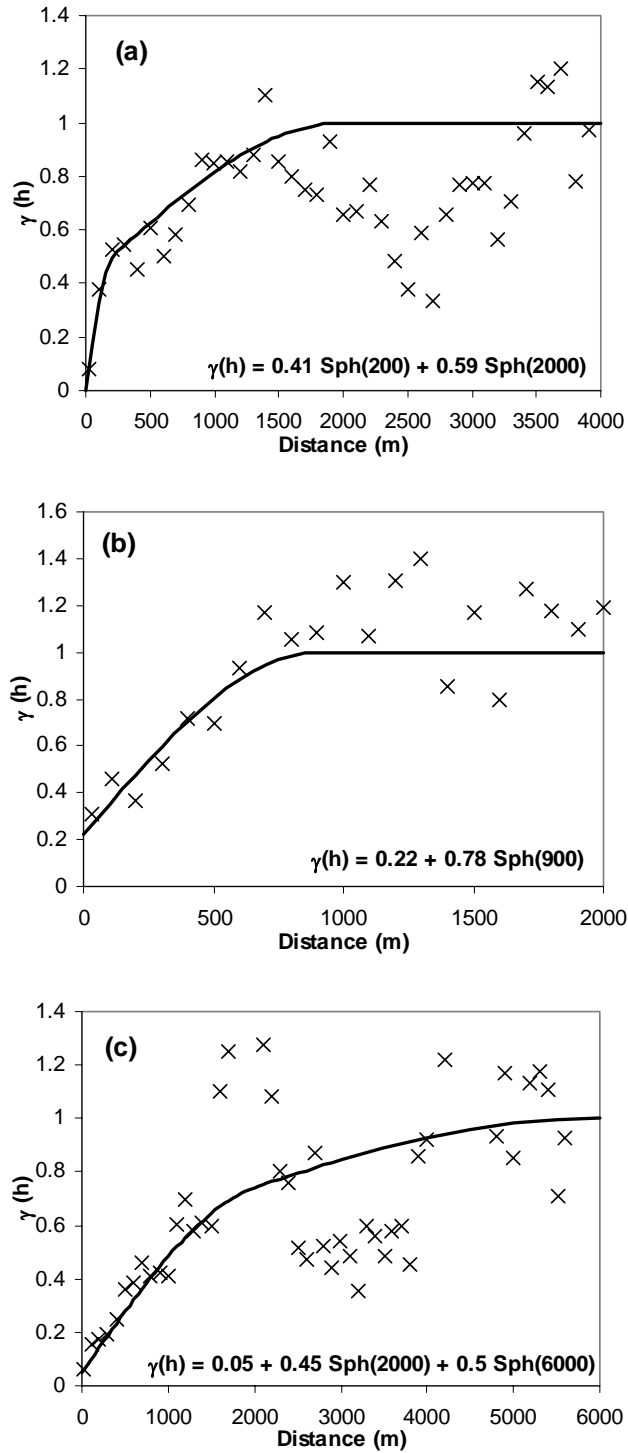 (a)
1.4
1.2
1
0.8
0.6
0.4
0.2
0
γ (h)
γ(h) = 0.41 Sph(200) + 0.59 Sph(2000)
0 500 1000 1500 2000 2500 3000 3500 4000
Distance (m)
(b)
1.6
1.4
1.2
1
0.8
0.6
0.4
0.2
0
γ (h)
γ(h) = 0.22 + 0.78 Sph(900)
0 500 1000 1500 2000
Distance (m)
(c)
1.4
1.2
1
0.8
0.6
0.4
0.2
0
γ (h)
γ(h) = 0.05 + 0.45 Sph(2000) + 0.5 Sph(6000)
0 1000 2000 3000 4000 5000 6000
Distance (m)